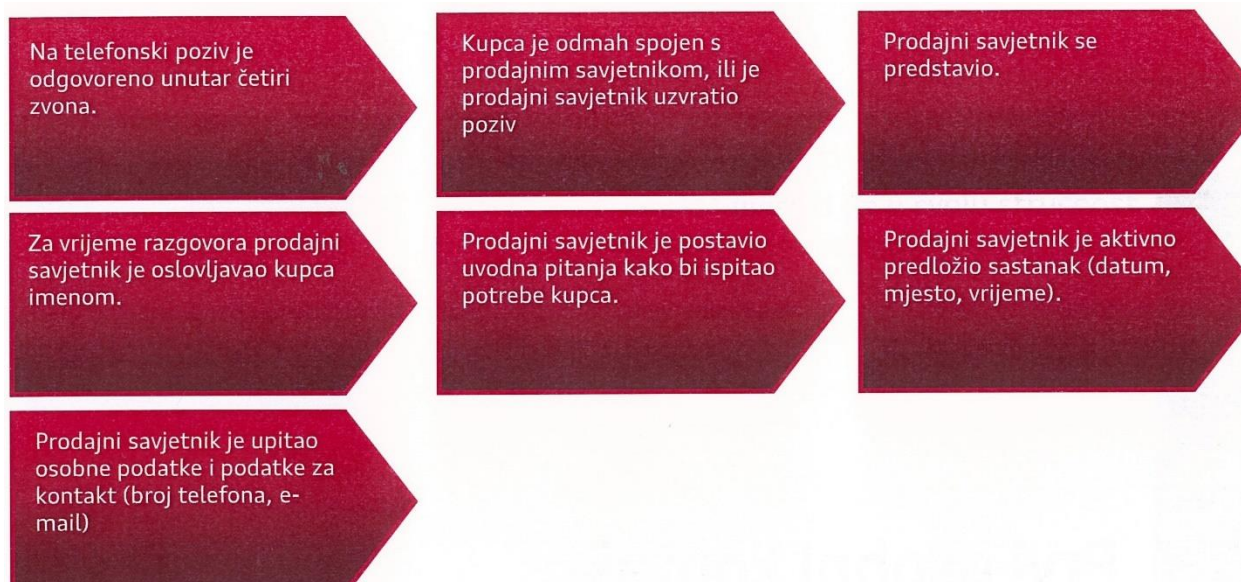 Na telefonski poziv je
odgovoreno unutar četiri
zvona.
Kupca je odmah spojen s
prodajnim savjetnikom, ili je
prodajni savjetnik uzvratio
poziv
Prodajni savjetnik se
predstavio.
Za vrijeme razgovora prodajni
savjetnik je oslovljavao kupca
imenom.
Prodajni savjetnik je postavio
uvodna pitanja kako bi ispitao
potrebe kupca.
Prodajni savjetnik je aktivno
predložio sastanak (datum,
mjesto, vrijeme).
Prodajni savjetnik je upitao
osobne podatke i podatke za
kontakt (broj telefona, e-
mail)